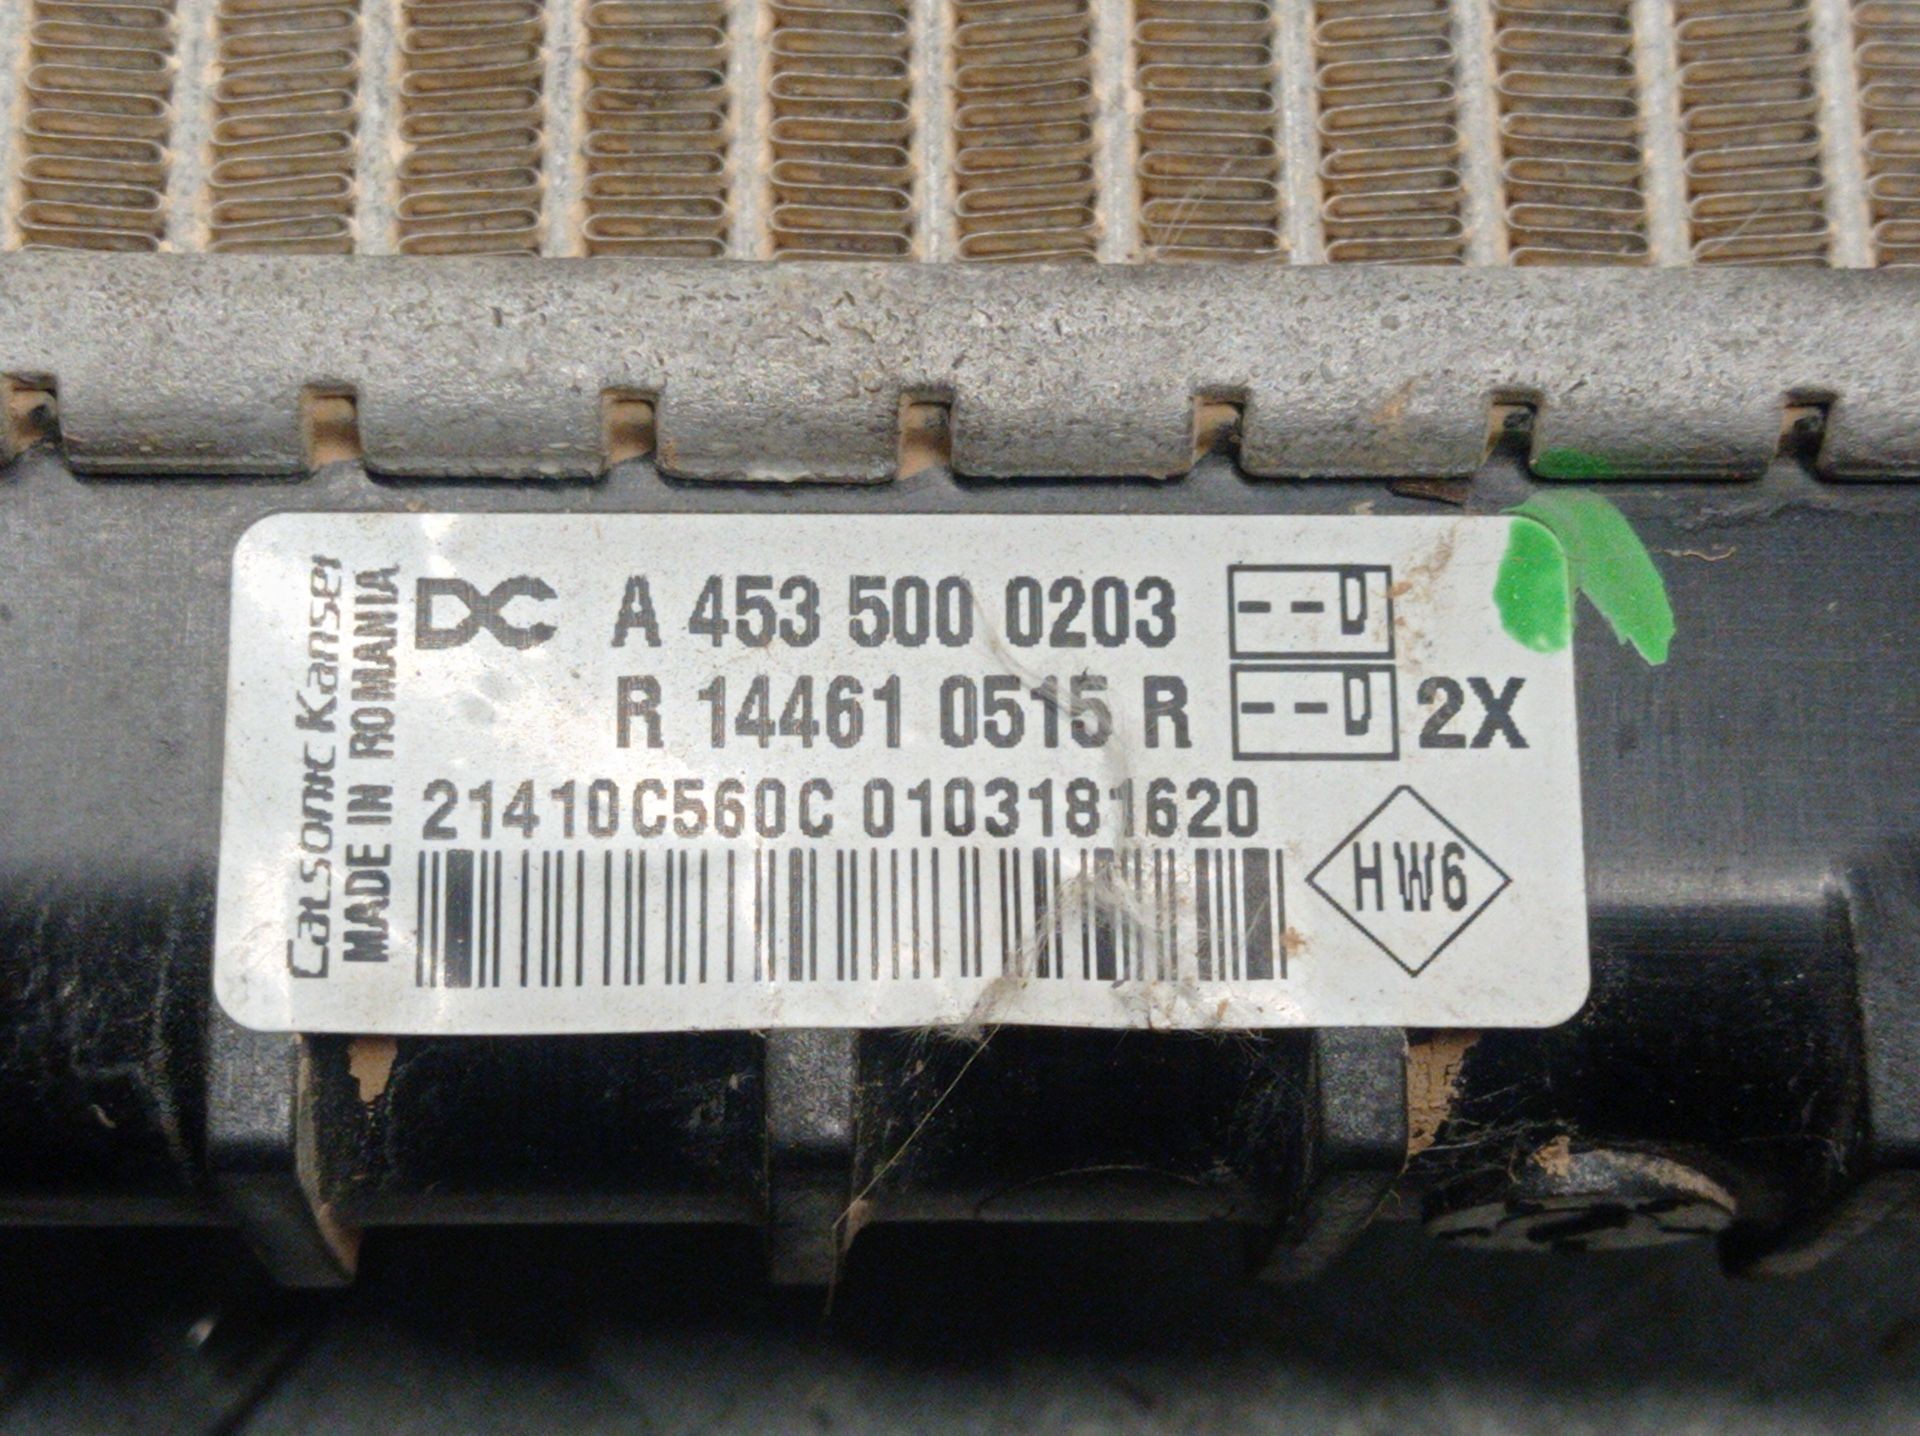 CalsonicKansei
MADE IN ROMANIA
DC A 453 500 0203 --D
R 14461 0515 R --D 2X
21410C560C 0103181620
HW6